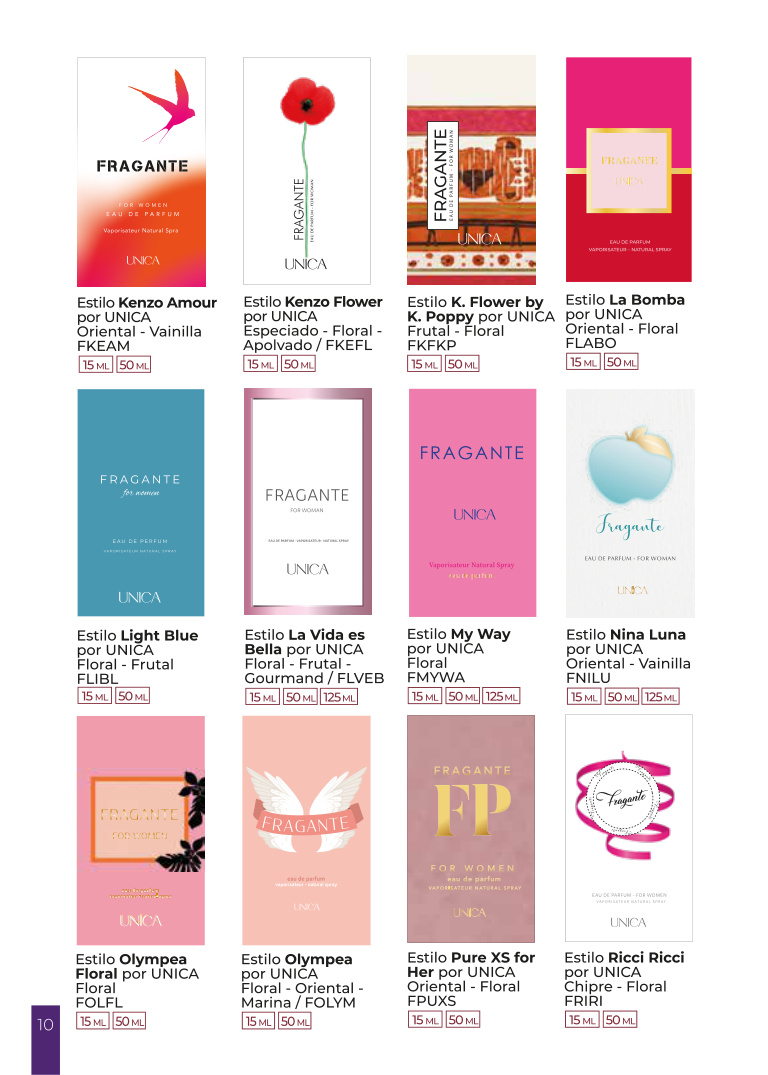 FRAGANTE
FOR WOMEN
EAU DE PARFUM
Vaporisateur Natural Spra
UNICA
Estilo Kenzo Amour
por UNICA
Oriental - Vainilla
FKEAM
15 ML 50 ML
FRAGANTE
EAU DE PARFUM - FOR WOMAN
UNICA
Estilo Kenzo Flower
por UNICA
Especiado - Floral -
Apolvado / FKEFL
15 ML 50 ML
FRAGANTE
EAU DE PARFUM - FOR WOMAN
UNICA
Estilo K. Flower by
K. Poppy por UNICA
Frutal - Floral
FKFKP
15 ML 50 ML
FRAGANTE
UNICA
EAU DE PARFUM
VAPORISATEUR - NATURAL SPRAY
Estilo La Bomba
por UNICA
Oriental - Floral
FLABO
15 ML 50 ML
FRAGANTE
for women
EAU DE PERFUM
VAPORISATEUR NATURAL SPRAY
UNICA
Estilo Light Blue
por UNICA
Floral - Frutal
FLIBL
15 ML 50 ML
FRAGANTE
FOR WOMAN
EAU DE PARFUM - VAPORISATEUR - NATURAL SPRAY
UNICA
Estilo La Vida es
Bella por UNICA
Floral - Frutal -
Gourmand / FLVEB
15 ML 50 ML 125 ML
FRAGANTE
UNICA
Vaporisateur Natural Spray
Estilo My Way
por UNICA
Floral
FMYWA
15 ML 50 ML 125 ML
Fragante
EAU DE PARFUM - FOR WOMAN
UNICA
Estilo Nina Luna
por UNICA
Oriental - Vainilla
FNILU
15 ML 50 ML 125 ML
FRAGANTE
FOR WOMEN
UNICA
Estilo Olympea
Floral por UNICA
Floral
FOLFL
15 ML 50 ML
FRAGANTE
eau de parfum
vaporisateur - natural spray
UNICA
Estilo Olympea
por UNICA
Floral - Oriental -
Marina / FOLYM
15 ML 50 ML
FRAGANTE
FP
FOR WOMEN
eau de parfum
VAPORISATEUR NATURAL SPRAY
UNICA
Estilo Pure XS for
Her por UNICA
Oriental - Floral
FPUXS
15 ML 50 ML
Fragante
EAU DE PARFUM - FOR WOMEN
VAPORISATEUR NATURAL SPRAY
UNICA
Estilo Ricci Ricci
por UNICA
Chipre - Floral
FRIRI
15 ML 50 ML
10